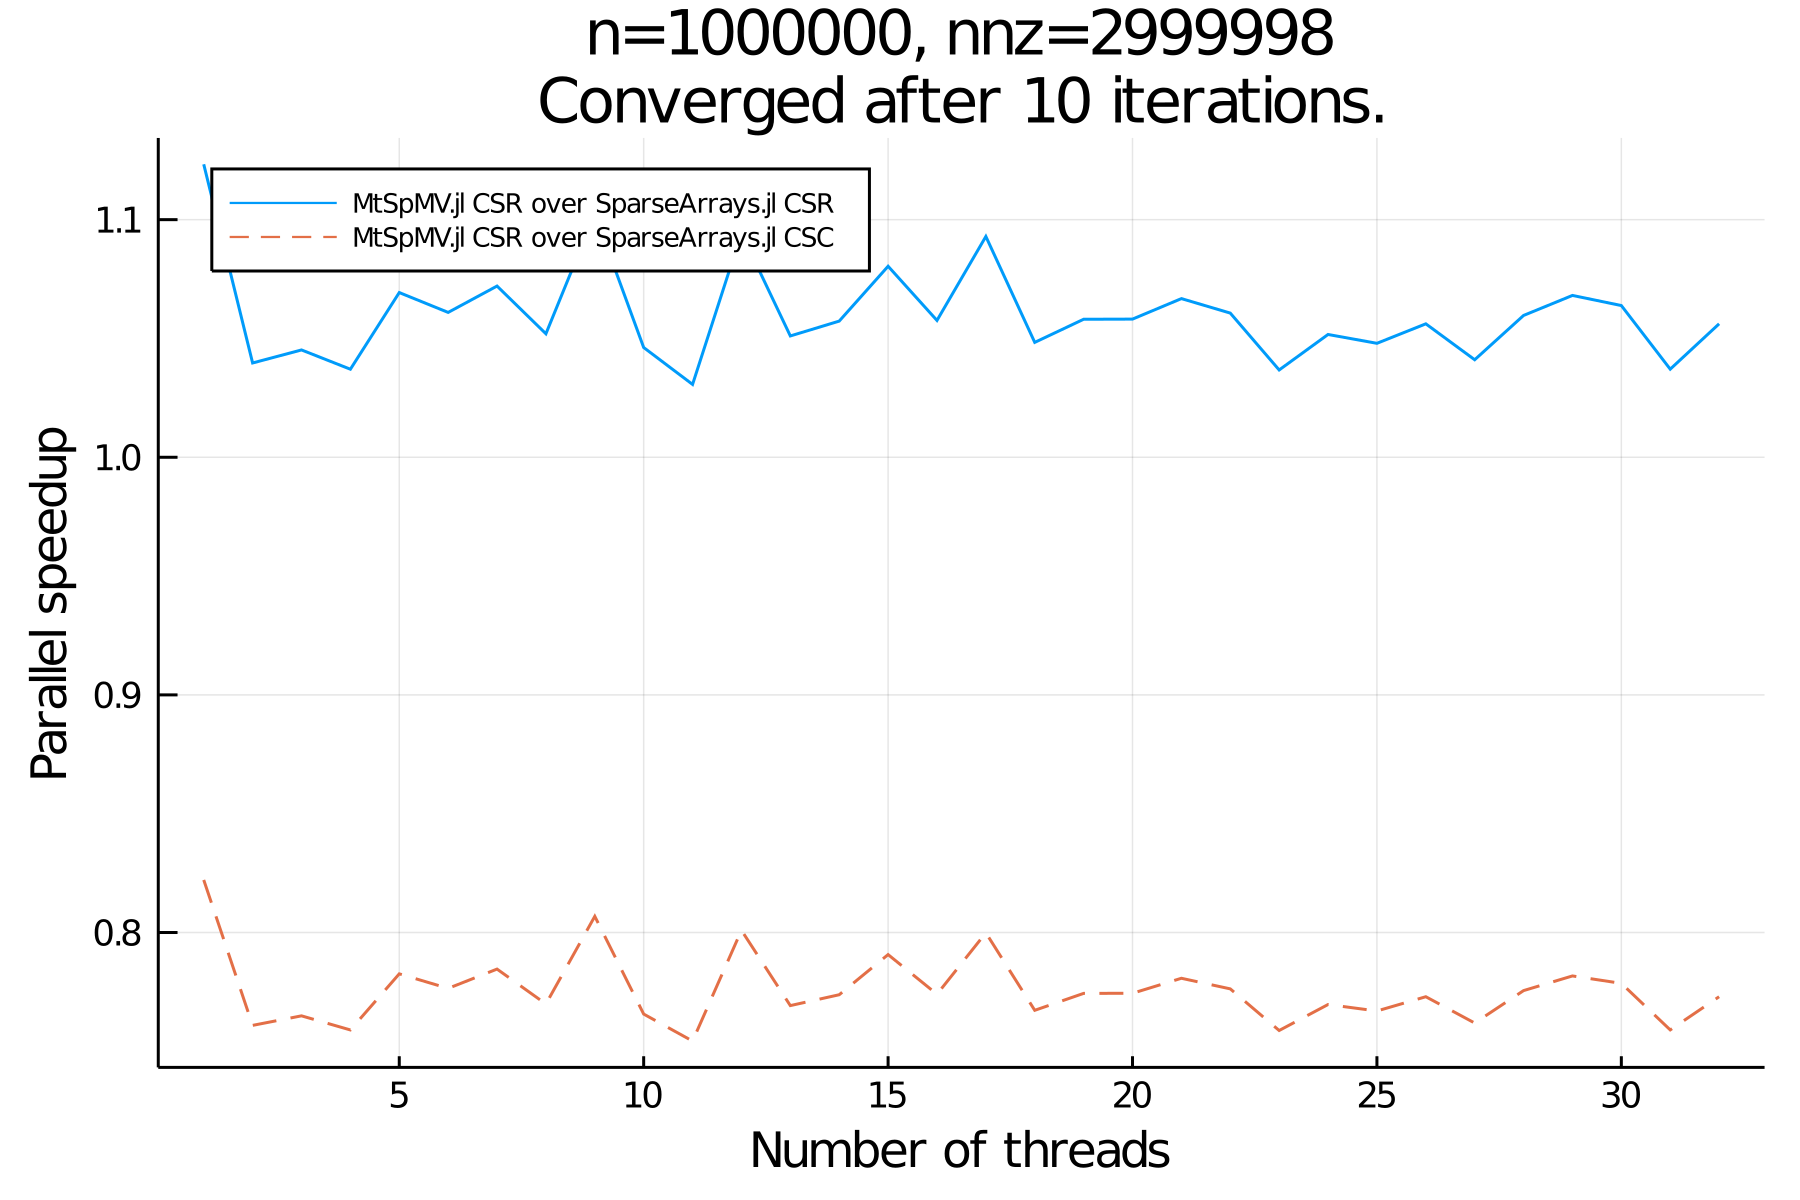 n=1000000, nnz=2999998
Converged after 10 iterations.
MtSpMV.jl CSR over SparseArrays.jl CSR
MtSpMV.jl CSR over SparseArrays.jl CSC
1.1
1.0
0.9
0.8
Parallel speedup
5 10 15 20 25 30
Number of threads